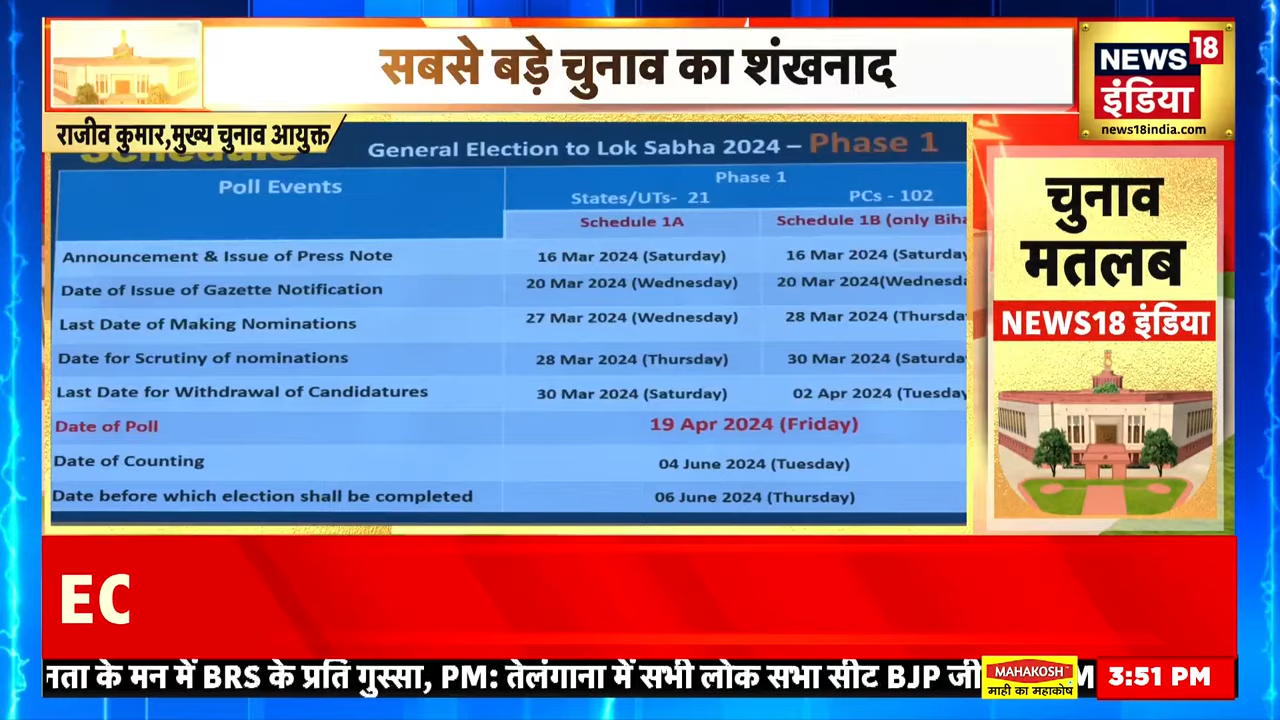 सबसे बड़े चुनाव का शंखनाद
NEWS 18
इंडिया
news18india.com
राजीव कुमार,मुख्य चुनाव आयुक्त
Schedule
General Election to Lok Sabha 2024 – Phase 1
Poll Events
Phase 1
States/UTs- 21 PCs - 102
Schedule 1A Schedule 1B (only Biha
Announcement & Issue of Press Note 16 Mar 2024 (Saturday) 16 Mar 2024 (Saturday
Date of Issue of Gazette Notification 20 Mar 2024 (Wednesday) 20 Mar 2024(Wednesda
Last Date of Making Nominations 27 Mar 2024 (Wednesday) 28 Mar 2024 (Thursday
Date for Scrutiny of nominations 28 Mar 2024 (Thursday) 30 Mar 2024 (Saturda
Last Date for Withdrawal of Candidatures 30 Mar 2024 (Saturday) 02 Apr 2024 (Tuesday
Date of Poll 19 Apr 2024 (Friday)
Date of Counting 04 June 2024 (Tuesday)
Date before which election shall be completed 06 June 2024 (Thursday)
चुनाव
मतलब
NEWS18 इंडिया
EC
नता के मन में BRS के प्रति गुस्सा, PM: तेलंगाना में सभी लोक सभा सीट BJP जी M
MAHAKOSH
माही का महाकोष
3:51 PM